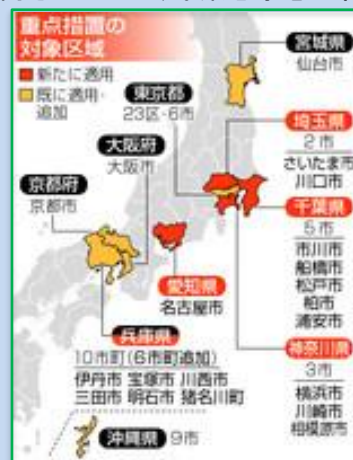 重点措置の
対象区域
新たに適用
既に適用・
追加
宮城県
仙台市
東京都
23区・6市
大阪府
大阪市
京都府
京都市
埼玉県
2市
さいたま市
川口市
千葉県
5市
市川市
船橋市
松戸市
柏市
浦安市
愛知県
名古屋市
兵庫県
10市町(6市町追加)
伊丹市 宝塚市 川西市
三田市 明石市 猪名川町
神奈川県
3市
横浜市
川崎市
相模原市
沖縄県 9市